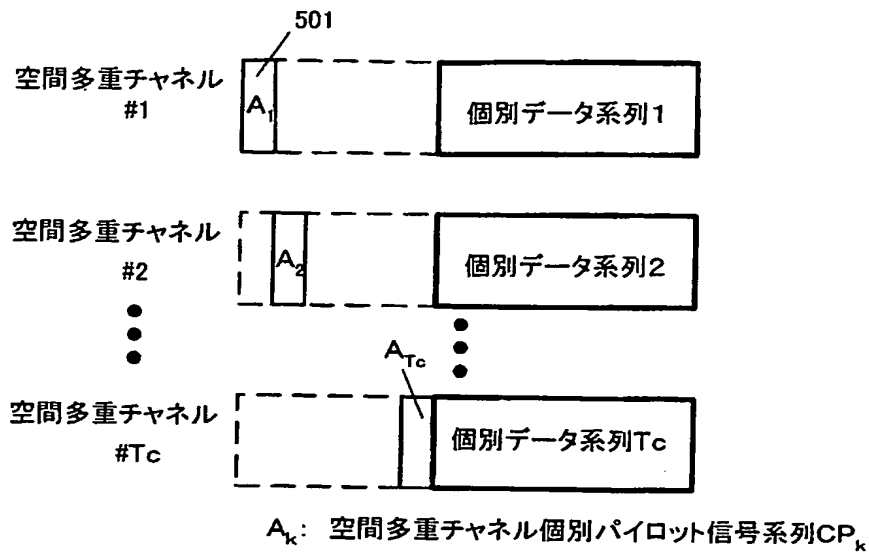 501
空間多重チャネル
#1
A₁
個別データ系列1
空間多重チャネル
#2
A₂
個別データ系列2
A_Tc
空間多重チャネル
#Tc
個別データ系列Tc
A_k: 空間多重チャネル個別パイロット信号系列CP_k